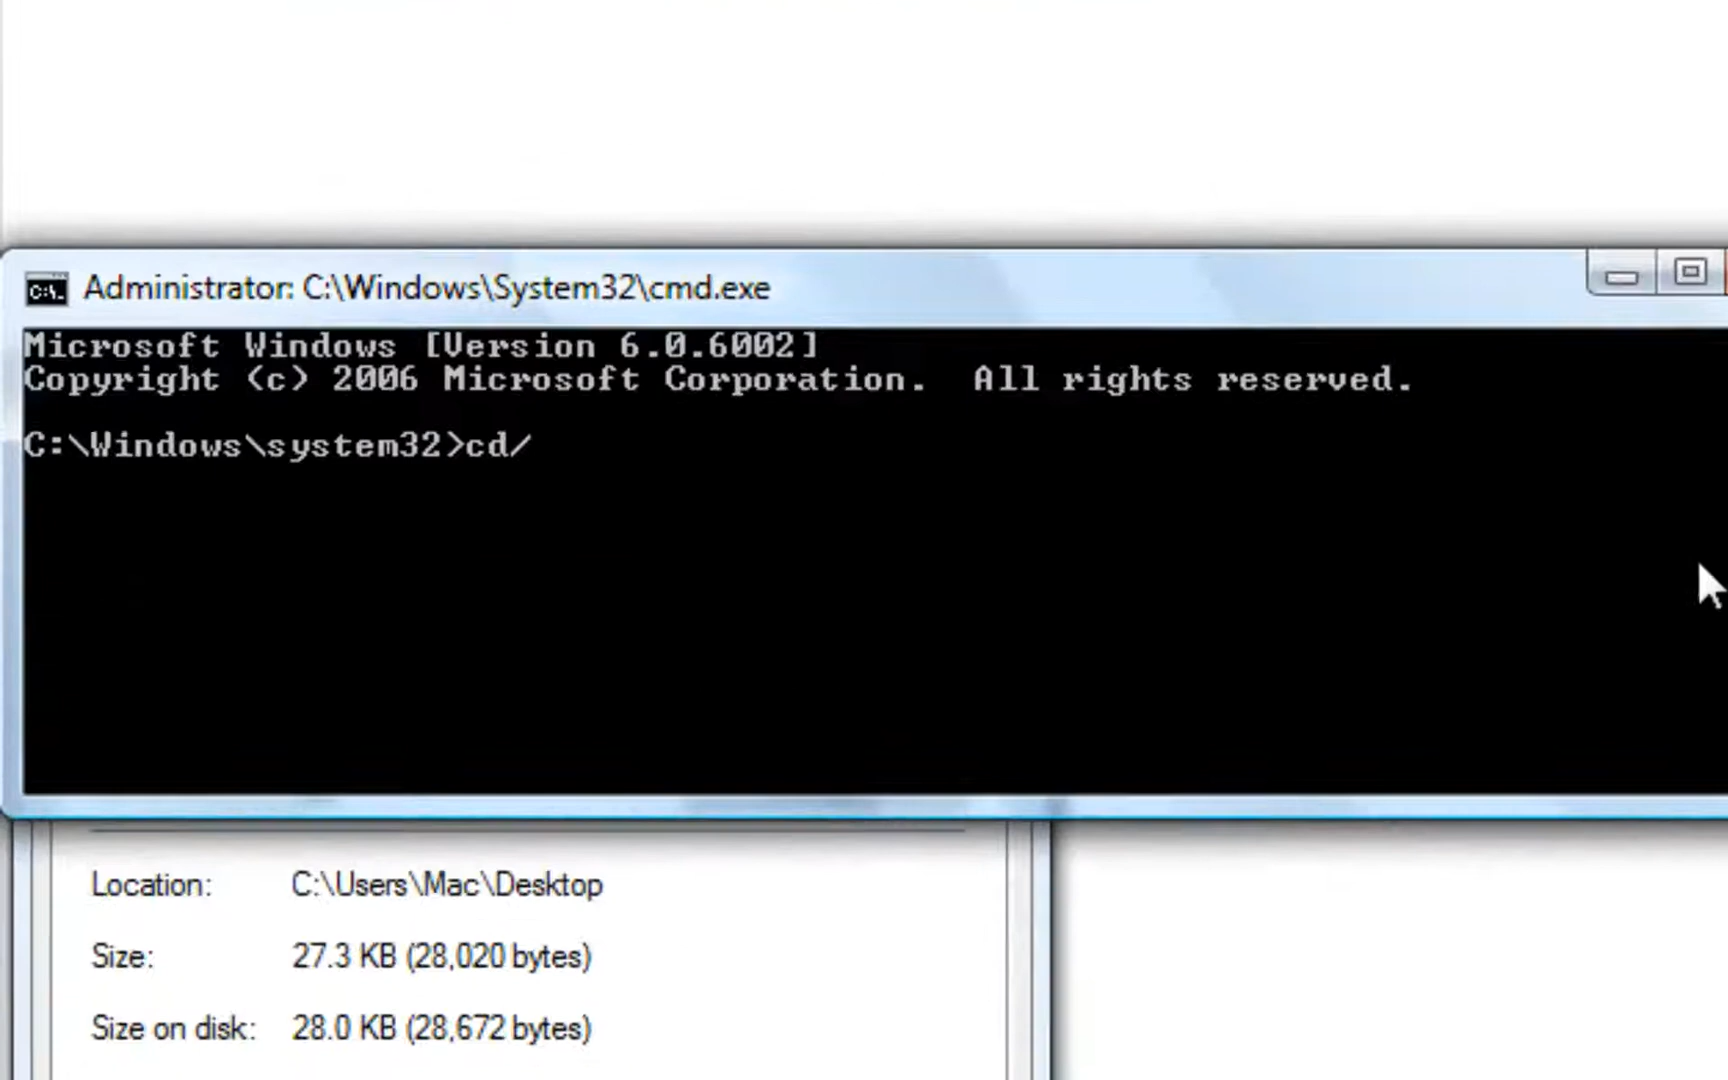 Administrator: C:\Windows\System32\cmd.exe
Microsoft Windows [Version 6.0.6002]
Copyright (c) 2006 Microsoft Corporation.  All rights reserved.
C:\Windows\system32>cd/
Location: C:\Users\Mac\Desktop
Size: 27.3 KB (28,020 bytes)
Size on disk: 28.0 KB (28,672 bytes)